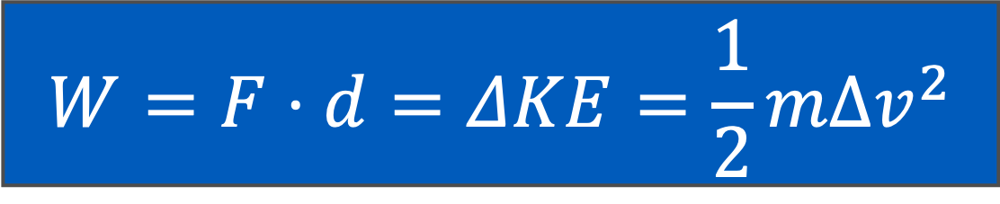 W = F · d = ΔKE = 1/2 mΔv²